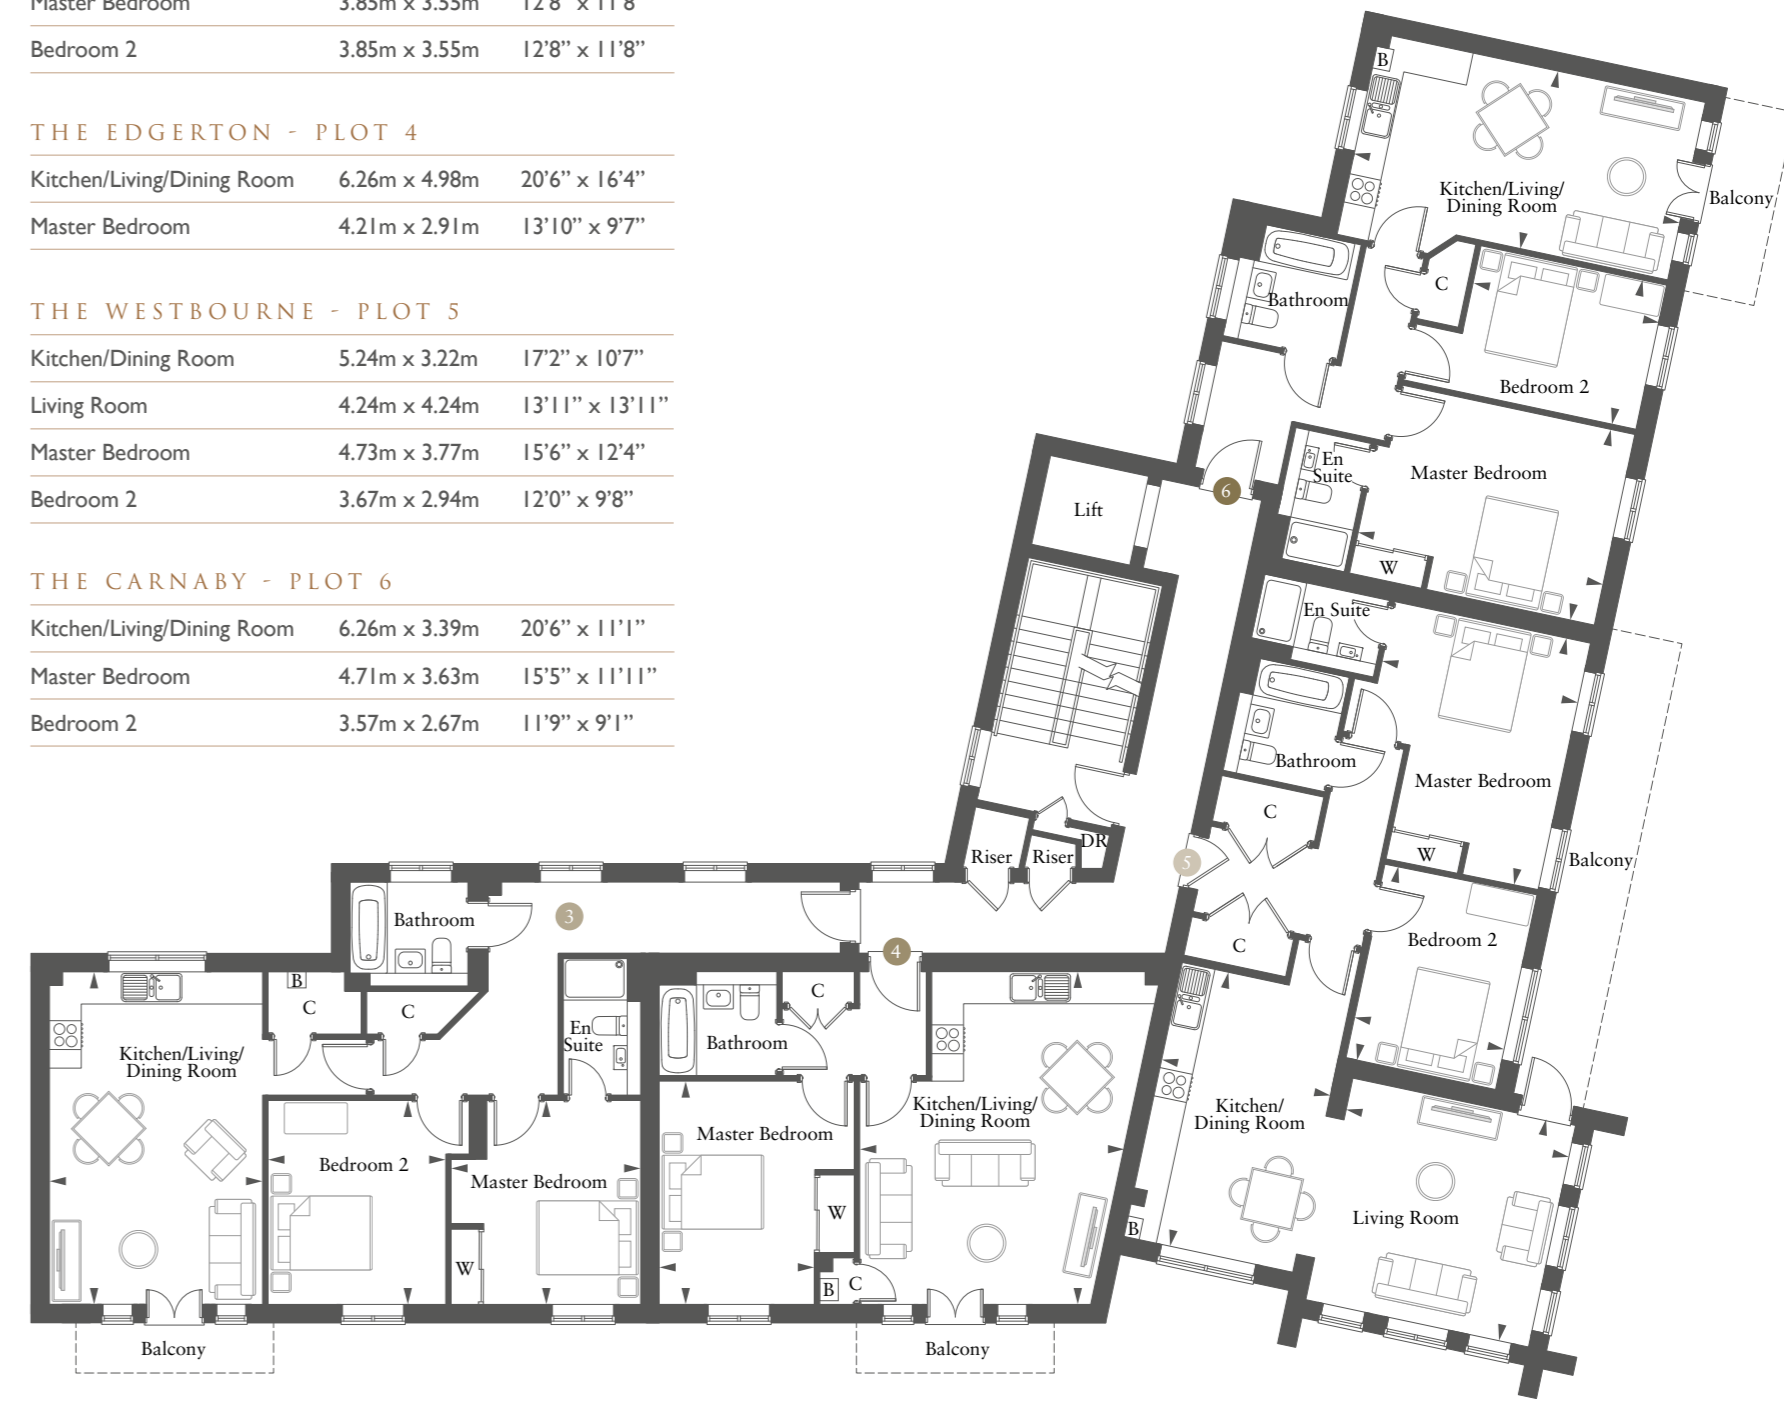 Master Bedroom 3.85m x 3.55m 12’8” x 11’8”
Bedroom 2 3.85m x 3.55m 12’8” x 11’8”
THE EDGERTON - PLOT 4
Kitchen/Living/Dining Room 6.26m x 4.98m 20’6” x 16’4”
Master Bedroom 4.21m x 2.91m 13’10” x 9’7”
THE WESTBOURNE - PLOT 5
Kitchen/Dining Room 5.24m x 3.22m 17’2” x 10’7”
Living Room 4.24m x 4.24m 13’11” x 13’11”
Master Bedroom 4.73m x 3.77m 15’6” x 12’4”
Bedroom 2 3.67m x 2.94m 12’0” x 9’8”
THE CARNABY - PLOT 6
Kitchen/Living/Dining Room 6.26m x 3.39m 20’6” x 11’1”
Master Bedroom 4.71m x 3.63m 15’5” x 11’11”
Bedroom 2 3.57m x 2.67m 11’9” x 9’1”
B
Kitchen/Living/
Dining Room
Balcony
C
Bathroom
Bedroom 2
En
Suite
Master Bedroom
6
Lift
W
En Suite
Bathroom
Master Bedroom
C
W
Balcony
5
DR
Riser
Riser
C
Bedroom 2
Bathroom
3
4
B
C
C
En
Suite
Kitchen/Living/
Dining Room
Bedroom 2
Master Bedroom
W
Balcony
C
Bathroom
Master Bedroom
Kitchen/Living/
Dining Room
W
B
C
Balcony
Kitchen/
Dining Room
B
Living Room